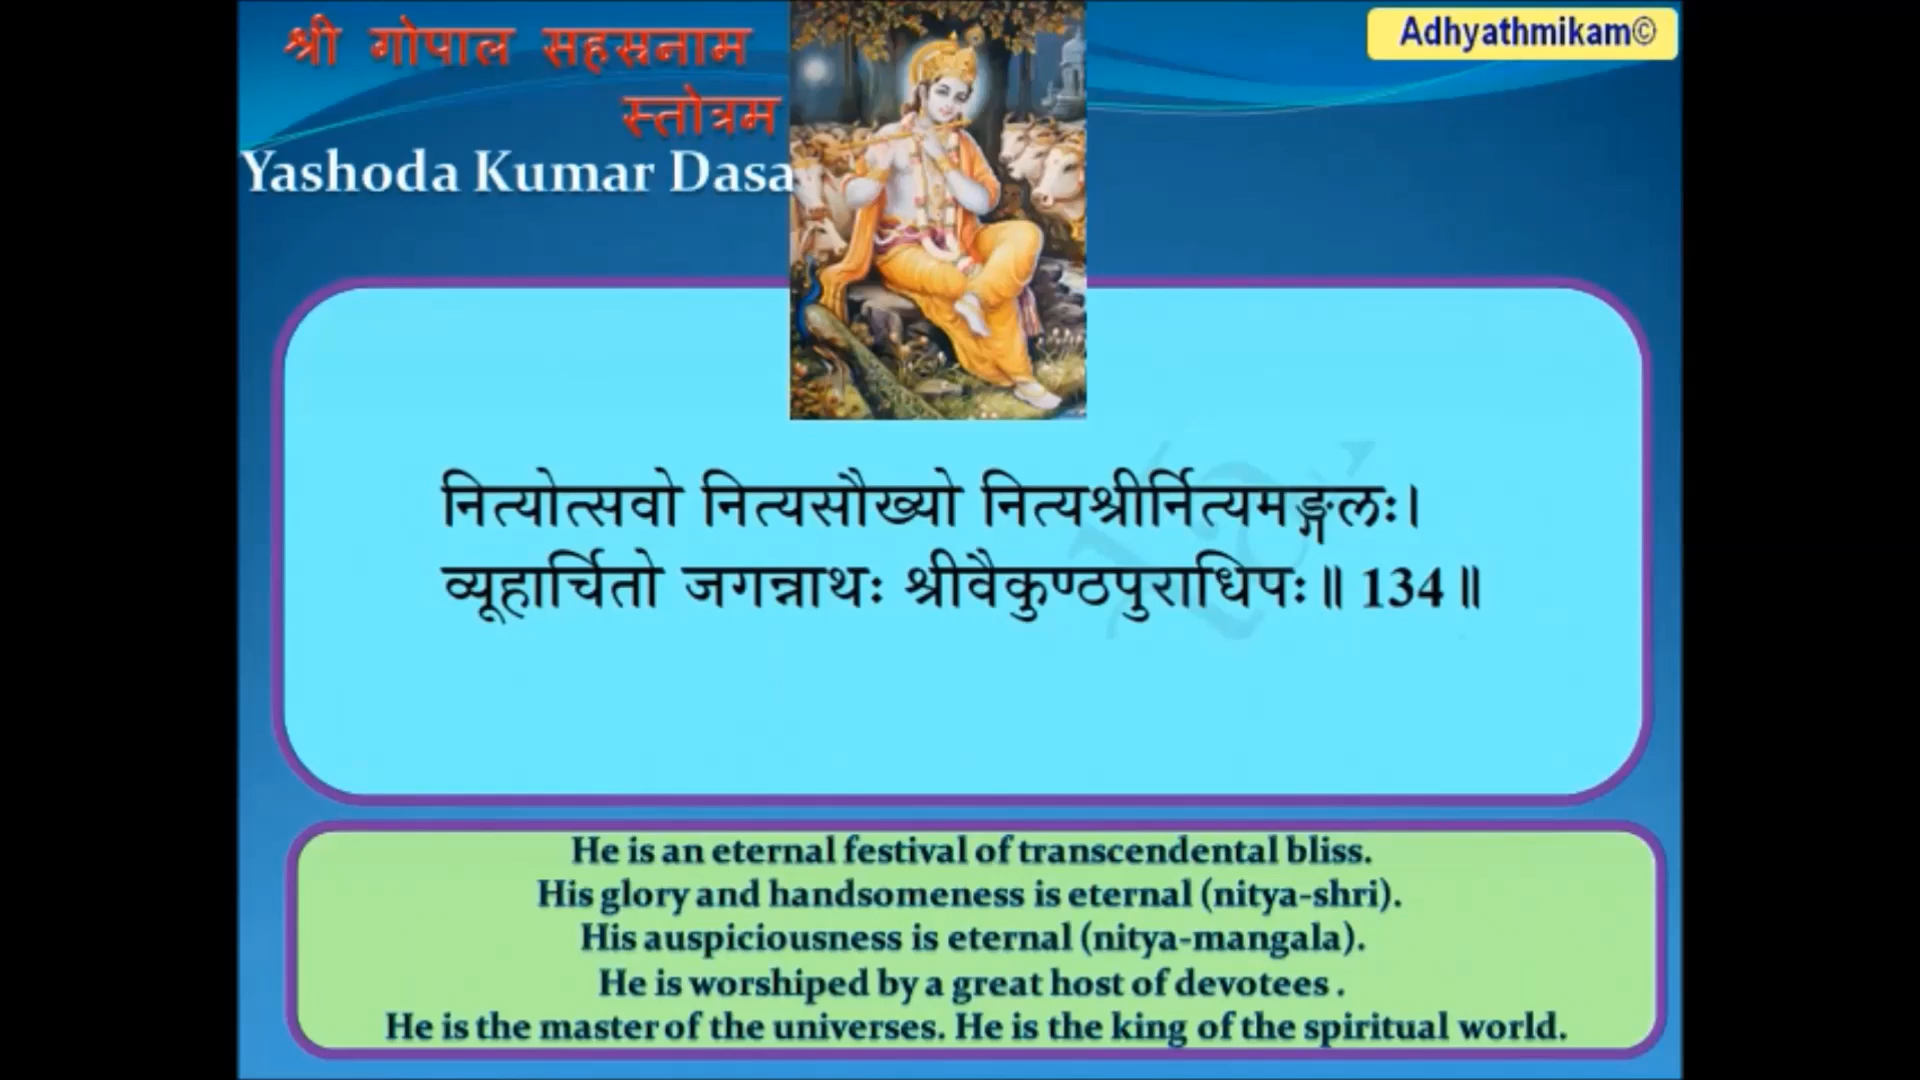 श्री गोपाल सहस्रनाम
स्तोत्रम
Adhyathmikam©
Yashoda Kumar Dasa
नित्योत्सवो नित्यसौख्यो नित्यश्रीर्नित्यमङ्गलः।
व्यूहार्चितो जगन्नाथः श्रीवैकुण्ठपुराधिपः॥ 134॥
He is an eternal festival of transcendental bliss.
His glory and handsomeness is eternal (nitya-shri).
His auspiciousness is eternal (nitya-mangala).
He is worshiped by a great host of devotees .
He is the master of the universes. He is the king of the spiritual world.